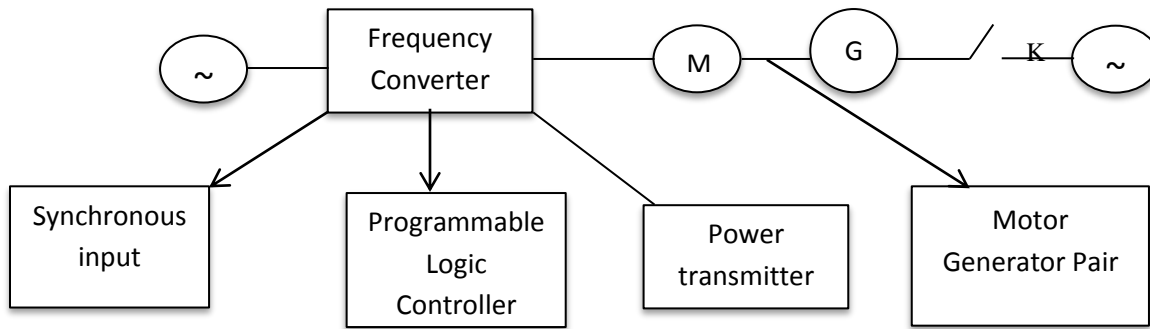 Frequency
Converter
~
M
G
K
~
Synchronous
input
Programmable
Logic
Controller
Power
transmitter
Motor
Generator Pair